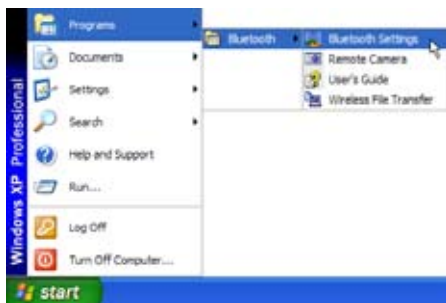 Windows XP Professional
Programs
Documents
Settings
Search
Help and Support
Run...
Log Off
Turn Off Computer...
Bluetooth
Bluetooth Settings
Remote Camera
User's Guide
Wireless File Transfer
start